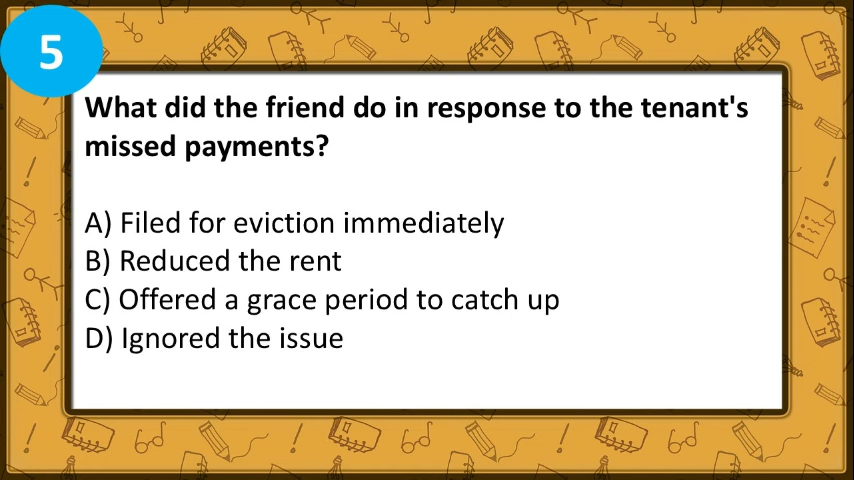 5
What did the friend do in response to the tenant's
missed payments?
A) Filed for eviction immediately
B) Reduced the rent
C) Offered a grace period to catch up
D) Ignored the issue